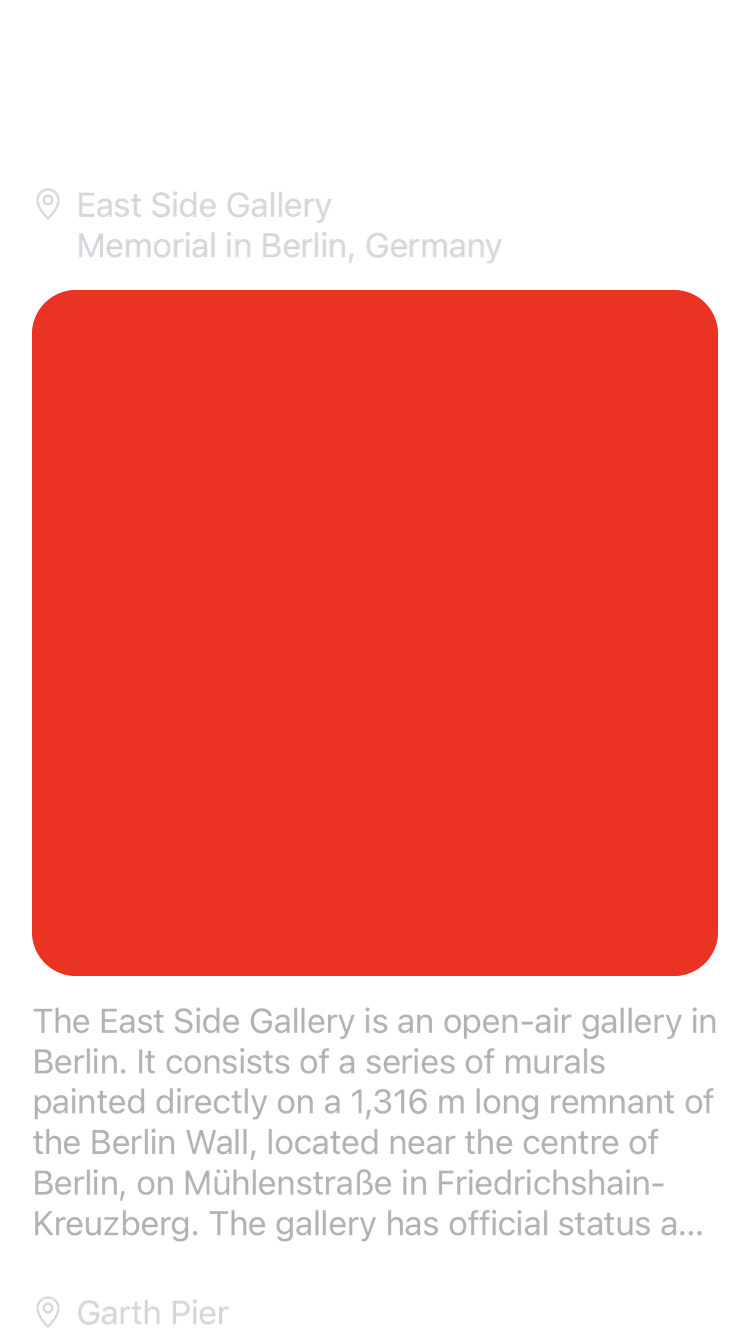 East Side Gallery
Memorial in Berlin, Germany
The East Side Gallery is an open-air gallery in
Berlin. It consists of a series of murals
painted directly on a 1,316 m long remnant of
the Berlin Wall, located near the centre of
Berlin, on Mühlenstraße in Friedrichshain-
Kreuzberg. The gallery has official status a...
Garth Pier